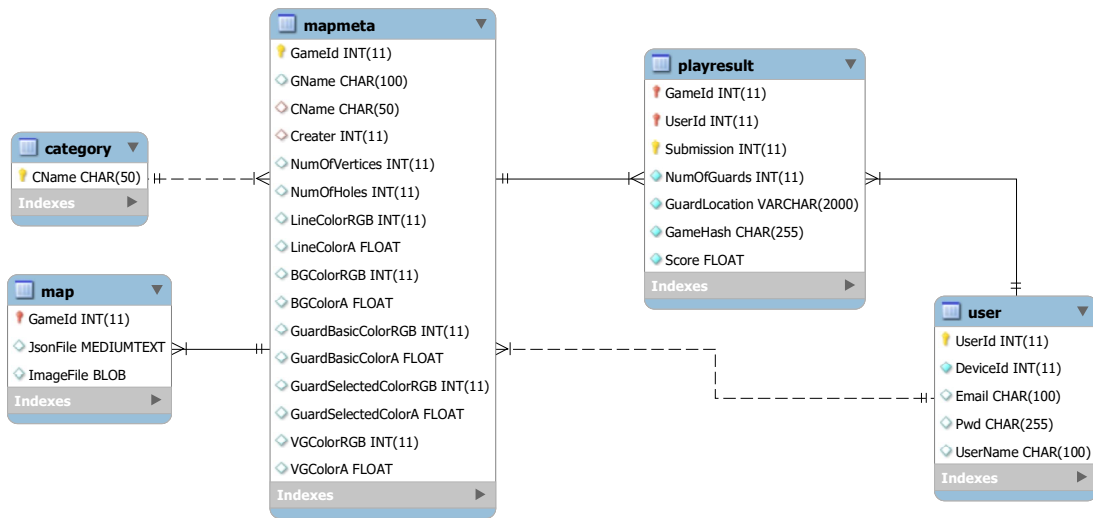 category
CName CHAR(50)
Indexes
map
GameId INT(11)
JsonFile MEDIUMTEXT
ImageFile BLOB
Indexes
mapmeta
GameId INT(11)
GName CHAR(100)
CName CHAR(50)
Creater INT(11)
NumOfVertices INT(11)
NumOfHoles INT(11)
LineColorRGB INT(11)
LineColorA FLOAT
BGColorRGB INT(11)
BGColorA FLOAT
GuardBasicColorRGB INT(11)
GuardBasicColorA FLOAT
GuardSelectedColorRGB INT(11)
GuardSelectedColorA FLOAT
VGColorRGB INT(11)
VGColorA FLOAT
Indexes
playresult
GameId INT(11)
UserId INT(11)
Submission INT(11)
NumOfGuards INT(11)
GuardLocation VARCHAR(2000)
GameHash CHAR(255)
Score FLOAT
Indexes
user
UserId INT(11)
DeviceId INT(11)
Email CHAR(100)
Pwd CHAR(255)
UserName CHAR(100)
Indexes